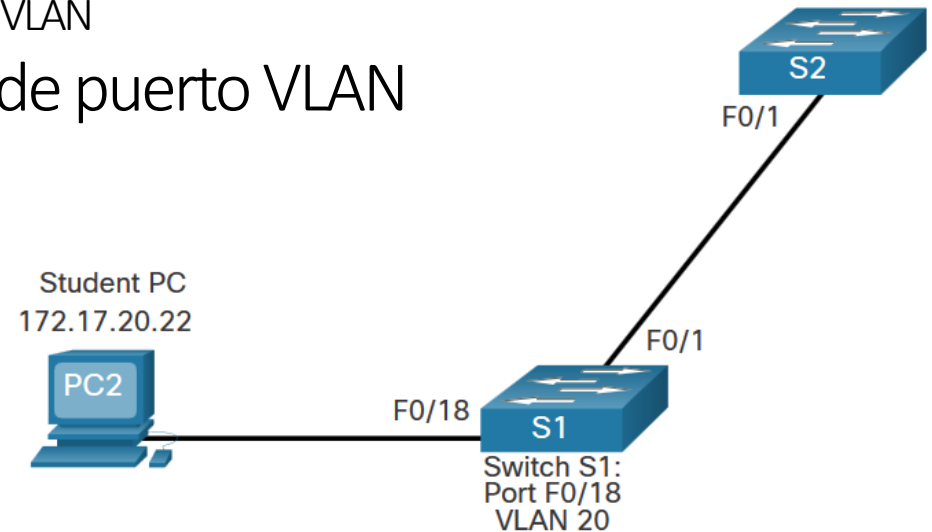 VLAN
de puerto VLAN
S2
F0/1
Student PC
172.17.20.22
F0/1
PC2
F0/18
S1
Switch S1:
Port F0/18
VLAN 20